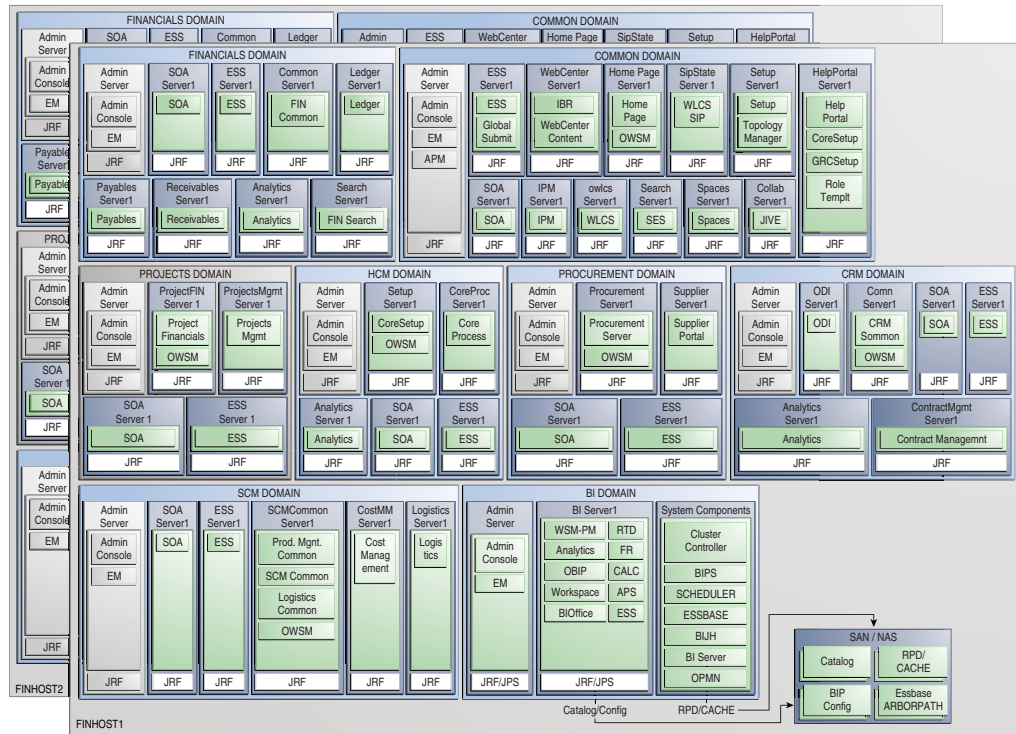 FINANCIALS DOMAIN
COMMON DOMAIN
Admin Server
SOA
ESS
Common
Ledger
Admin
ESS
WebCenter
Home Page
SipState
Setup
HelpPortal
Admin Console
EM
JRF
Payable Server1
Payable
JRF
PROJ
Admin Server
Admin Console
EM
JRF
SOA Server 1
SOA
JRF
Admin Server
Admin Console
EM
JRF
FINHOST2
FINANCIALS DOMAIN
Admin Server
Admin Console
EM
JRF
SOA Server1
SOA
JRF
ESS Server1
ESS
JRF
Common Server1
FIN Common
JRF
Ledger Server1
Ledger
JRF
Payables Server1
Payables
JRF
Receivables Server1
Receivables
JRF
Analytics Server1
Analytics
JRF
Search Server1
FIN Search
JRF
COMMON DOMAIN
Admin Server
Admin Console
EM
APM
JRF
ESS Server1
ESS
Global Submit
JRF
WebCenter Server1
IBR
WebCenter Content
JRF
Home Page Server1
Home Page
OWSM
JRF
SipState Server1
WLCS SIP
JRF
Setup Server1
Setup
Topology Manager
JRF
HelpPortal Server1
Help Portal
CoreSetup
GRCSetup
Role Templt
JRF
SOA Server1
SOA
JRF
IPM Server1
IPM
JRF
owlcs Server1
WLCS
JRF
Search Server1
SES
JRF
Spaces Server1
Spaces
JRF
Collab Server1
JIVE
JRF
PROJECTS DOMAIN
Admin Server
Admin Console
EM
JRF
ProjectFIN Server 1
Project Financials
OWSM
JRF
ProjectsMgmt Server 1
Projects Mgmt
JRF
SOA Server 1
SOA
JRF
ESS Server 1
ESS
JRF
HCM DOMAIN
Admin Server
Admin Console
EM
JRF
Setup Server1
CoreSetup
OWSM
JRF
CoreProc Server1
Core Process
JRF
Analytics Server1
Analytics
JRF
SOA Server1
SOA
JRF
ESS Server1
ESS
JRF
PROCUREMENT DOMAIN
Admin Server
Admin Console
EM
JRF
Procurement Server1
Procurement Server
OWSM
JRF
Supplier Server1
Supplier Portal
JRF
SOA Server1
SOA
JRF
ESS Server1
ESS
JRF
CRM DOMAIN
Admin Server
Admin Console
EM
JRF
ODI Server1
ODI
JRF
Comn Server1
CRM Sommon
OWSM
JRF
SOA Server1
SOA
JRF
ESS Server1
ESS
JRF
Analytics Server1
Analytics
JRF
ContractMgmt Server1
Contract Managemnt
JRF
SCM DOMAIN
Admin Server
Admin Console
EM
JRF
SOA Server1
SOA
JRF
ESS Server1
ESS
JRF
SCMCommon Server1
Prod. Mgnt. Common
SCM Common
Logistics Common
OWSM
JRF
CostMM Server1
Cost Manag ement
JRF
Logistics Server1
Logis tics
JRF
BI DOMAIN
Admin Server
Admin Console
EM
JRF/JPS
BI Server1
WSM-PM
RTD
Analytics
FR
OBIP
CALC
Workspace
APS
BIOffice
ESS
JRF/JPS
System Components
Cluster Controller
BIPS
SCHEDULER
ESSBASE
BIJH
BI Server
OPMN
SAN / NAS
Catalog
RPD/ CACHE
BIP Config
Essbase ARBORPATH
Catalog/Config
RPD/CACHE
FINHOST1